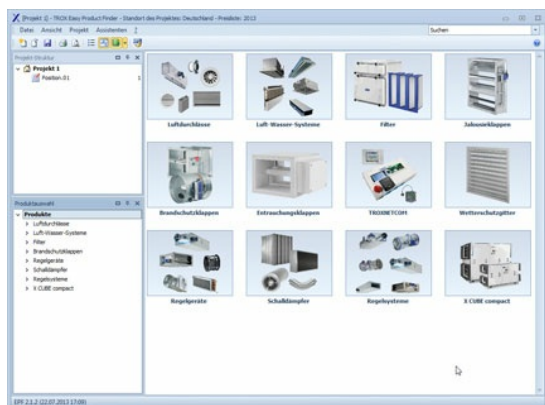 [Projekt 1] - TROX Easy Product Finder - Standort des Projektes: Deutschland - Preisliste: 2013
Datei Ansicht Projekt Assistenten ?
Suchen
Projekt-Struktur
Projekt 1
Position.01 1
Luftdurchlässe
Luft-Wasser-Systeme
Filter
Jalousieklappen
Brandschutzklappen
Entrauchungsklappen
TROXNETCOM
Wetterschutzgitter
Regelgeräte
Schalldämpfer
Regelsysteme
X CUBE compact
Produktauswahl
Produkte
Luftdurchlässe
Luft-Wasser-Systeme
Filter
Brandschutzklappen
Regelgeräte
Schalldämpfer
Regelsysteme
X CUBE compact
EPF 2.1.2 (22.07.2013 17:09)